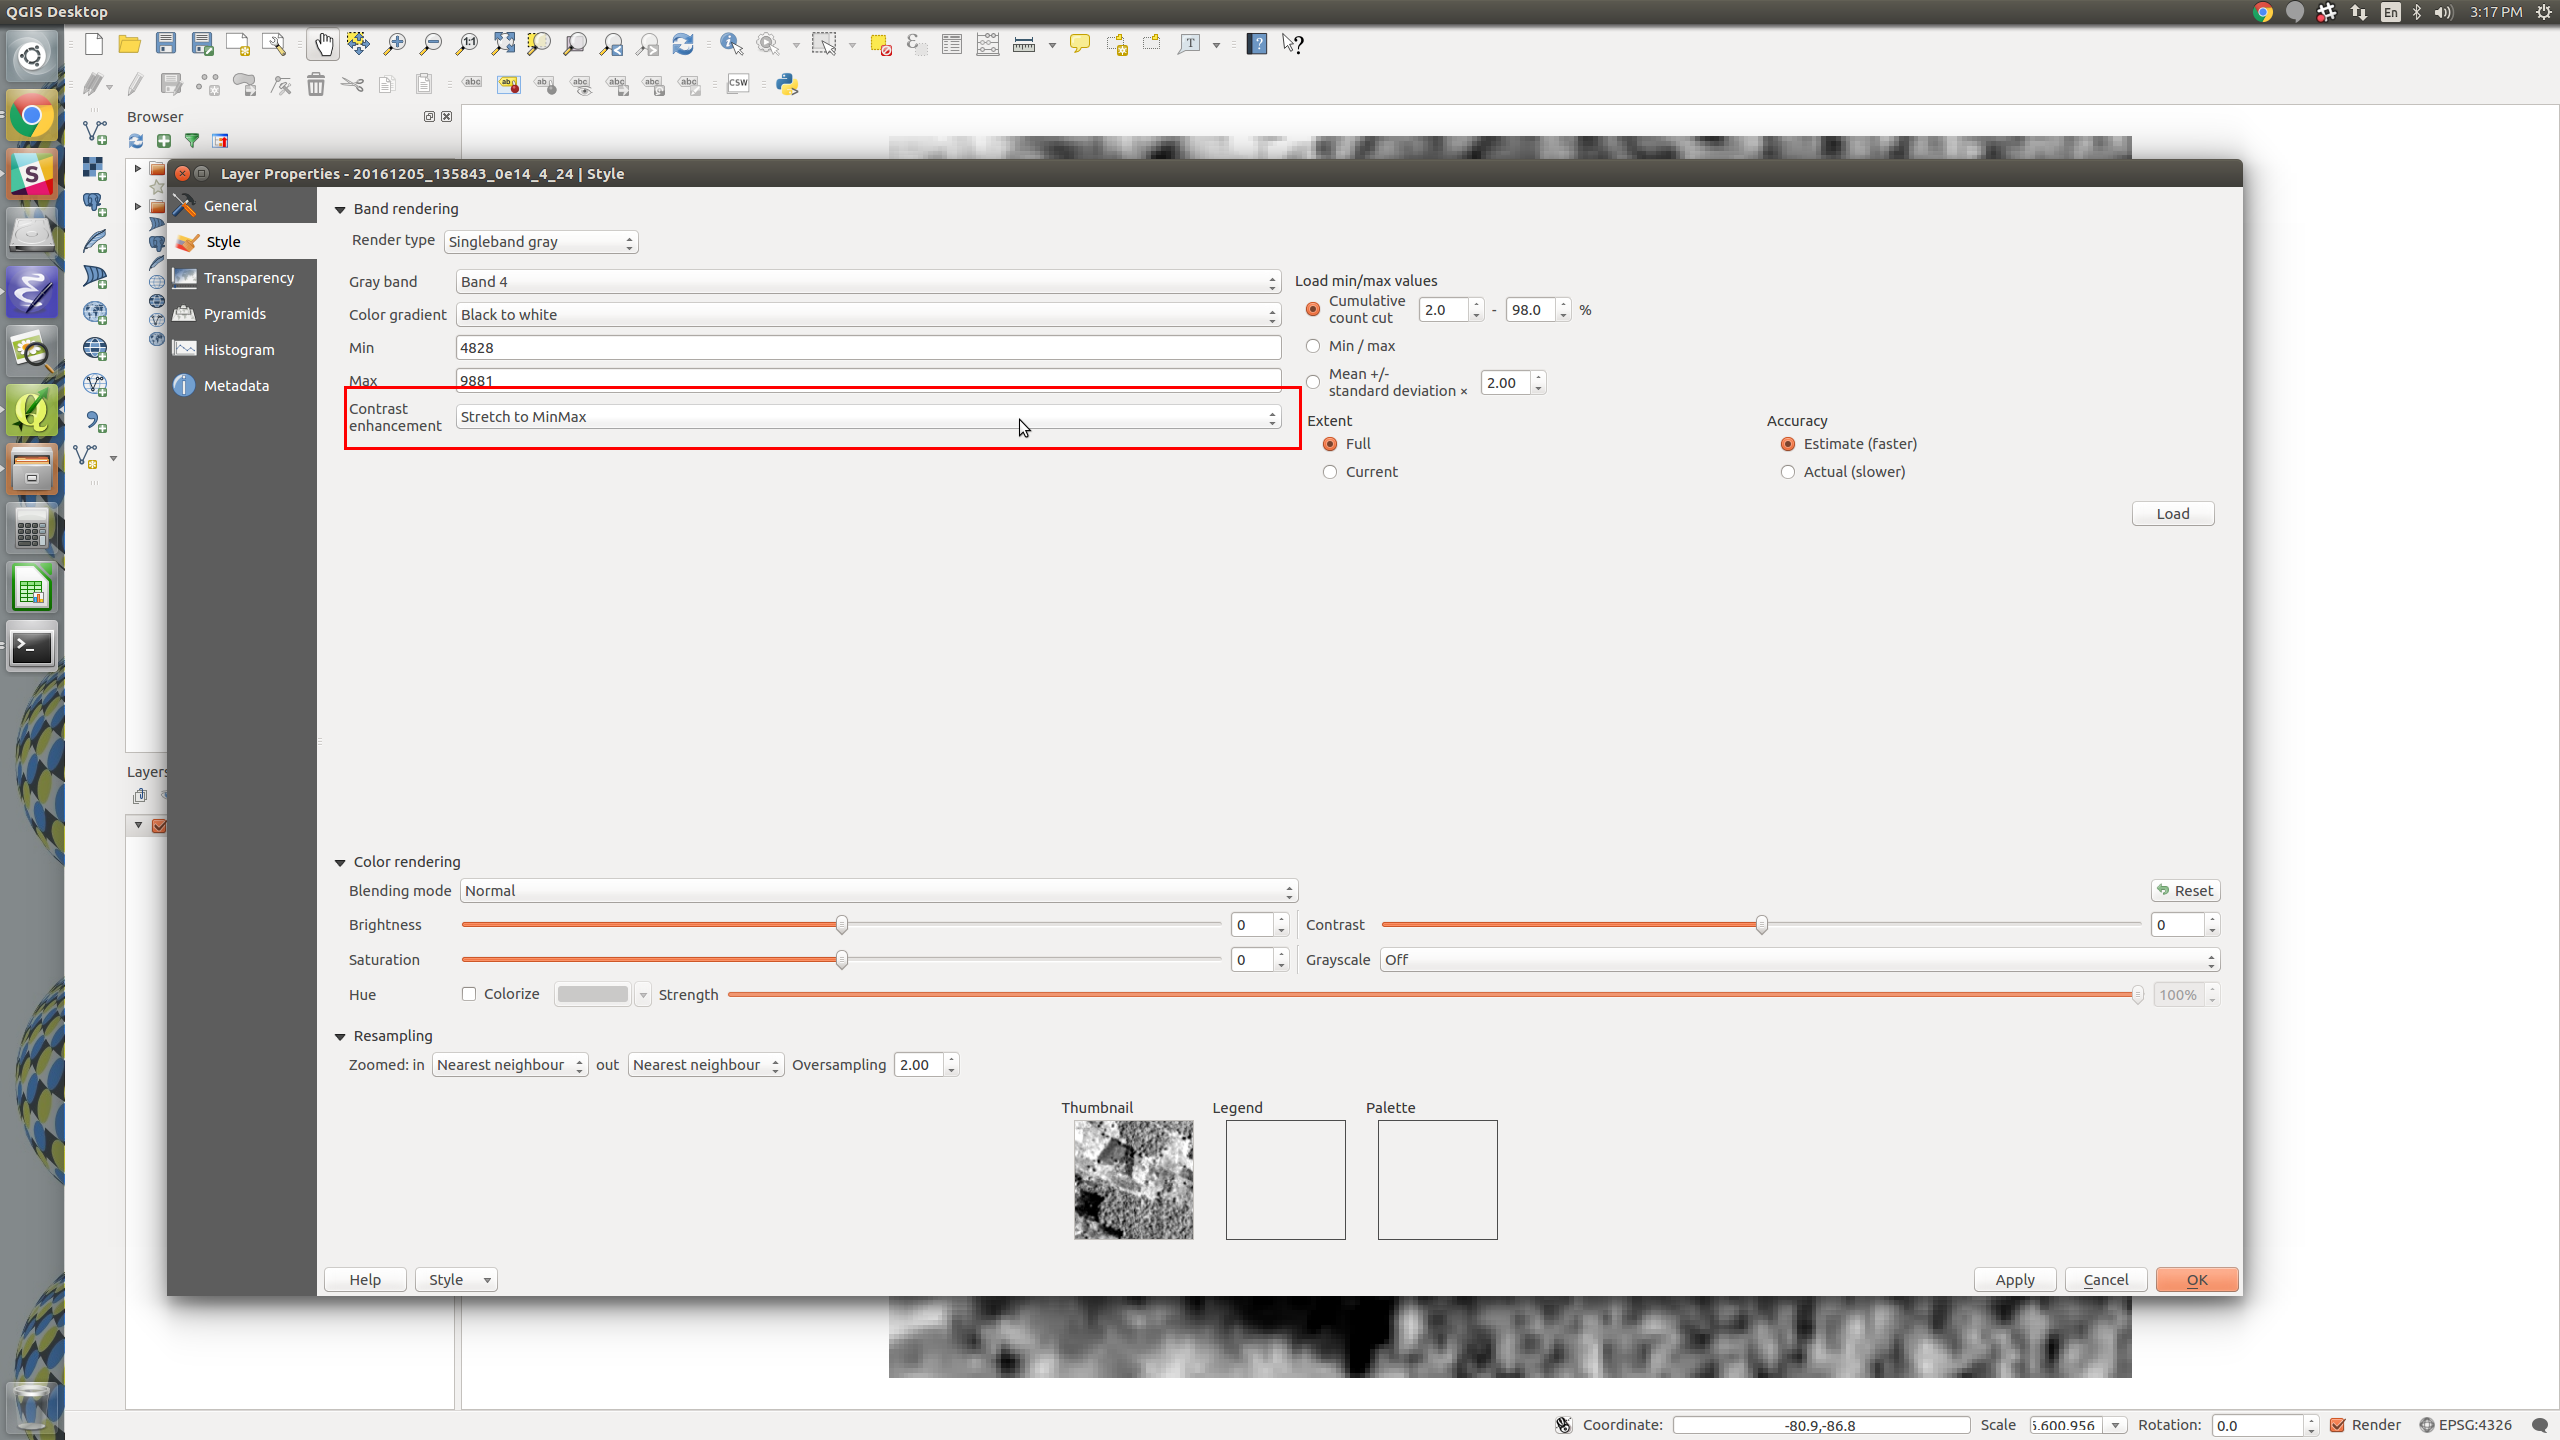 QGIS Desktop
En
3:17 PM
CSW
Browser
Layer Properties - 20161205_135843_0e14_4_24 | Style
General
Style
Transparency
Pyramids
Histogram
Metadata
Band rendering
Render type Singleband gray
Gray band Band 4
Color gradient Black to white
Min 4828
Max 9881
Contrast enhancement Stretch to MinMax
Load min/max values
Cumulative count cut 2.0 - 98.0 %
Min / max
Mean +/- standard deviation × 2.00
Extent
Full
Current
Accuracy
Estimate (faster)
Actual (slower)
Load
Layers
Color rendering
Blending mode Normal
Reset
Brightness 0 Contrast 0
Saturation 0 Grayscale Off
Hue Colorize Strength 100%
Resampling
Zoomed: in Nearest neighbour out Nearest neighbour Oversampling 2.00
Thumbnail Legend Palette
Help Style Apply Cancel OK
Coordinate: -80.9,-86.8 Scale 5.600.956 Rotation: 0.0 Render EPSG:4326